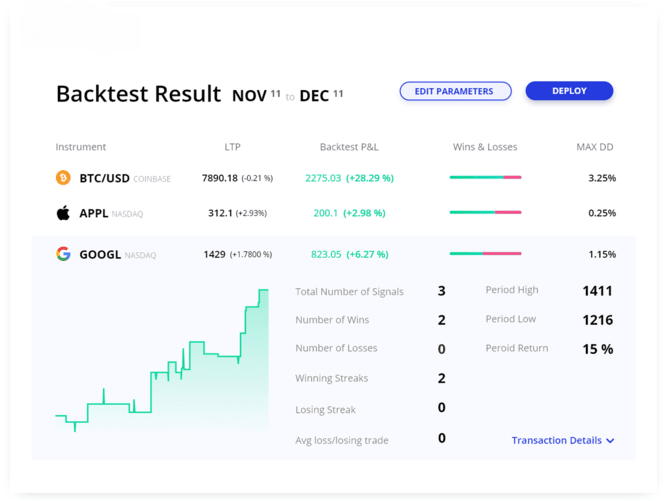 Backtest Result NOV 11 to DEC 11
EDIT PARAMETERS
DEPLOY
Instrument LTP Backtest P&L Wins & Losses MAX DD
BTC/USD COINBASE 7890.18 (-0.21 %) 2275.03 (+28.29 %) 3.25%
APPL NASDAQ 312.1 (+2.93%) 200.1 (+2.98 %) 0.25%
GOOGL NASDAQ 1429 (+1.7800 %) 823.05 (+6.27 %) 1.15%
Total Number of Signals 3 Period High 1411
Number of Wins 2 Period Low 1216
Number of Losses 0 Peroid Return 15 %
Winning Streaks 2
Losing Streak 0
Avg loss/losing trade 0 Transaction Details